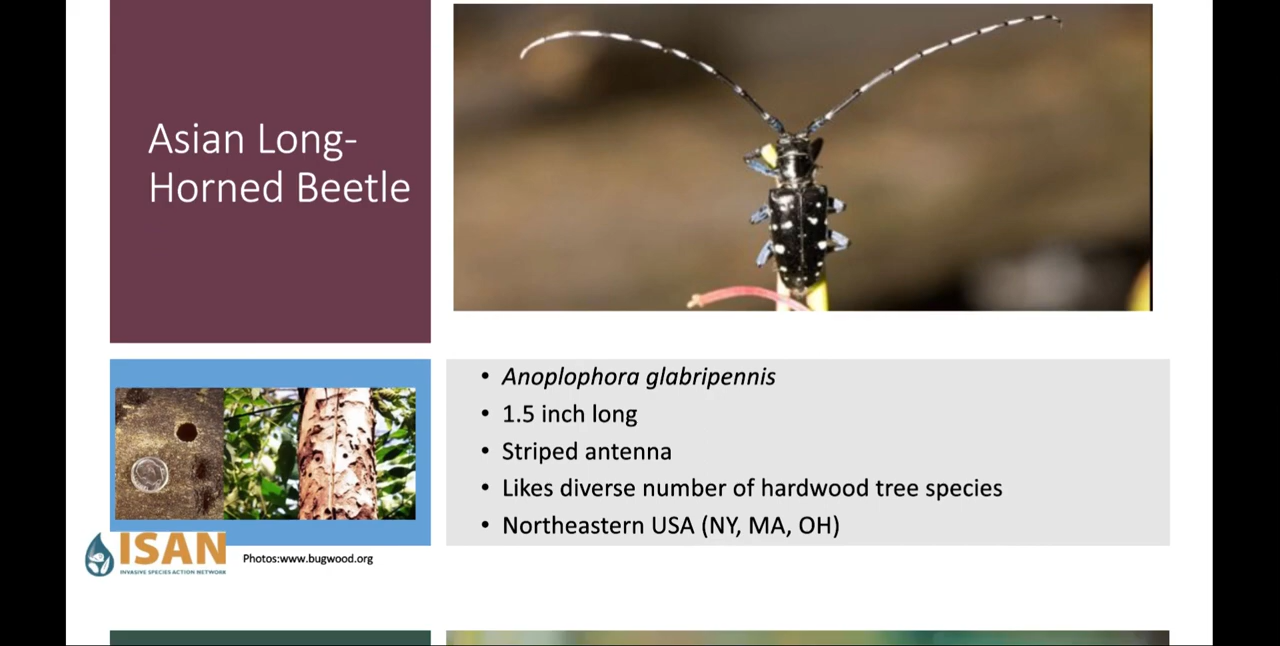 Asian Long-
Horned Beetle
• Anoplophora glabripennis
• 1.5 inch long
• Striped antenna
• Likes diverse number of hardwood tree species
• Northeastern USA (NY, MA, OH)
ISAN
INVASIVE SPECIES ACTION NETWORK
Photos:www.bugwood.org